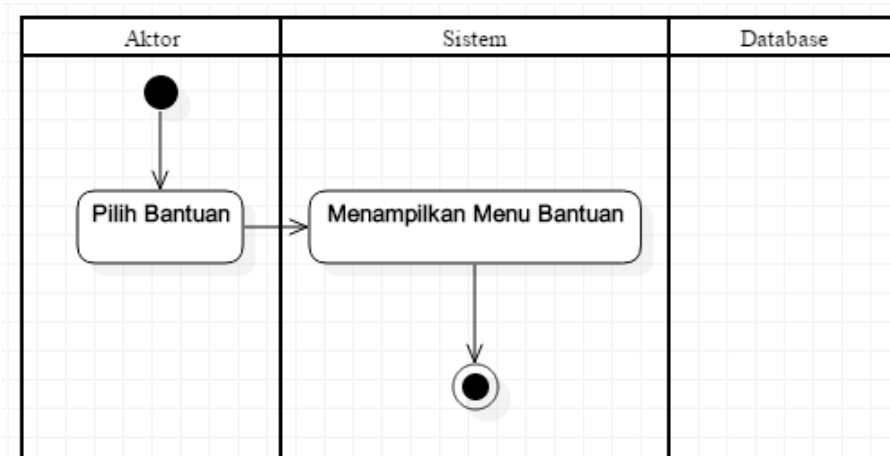 Aktor
Sistem
Database
Pilih Bantuan
Menampilkan Menu Bantuan